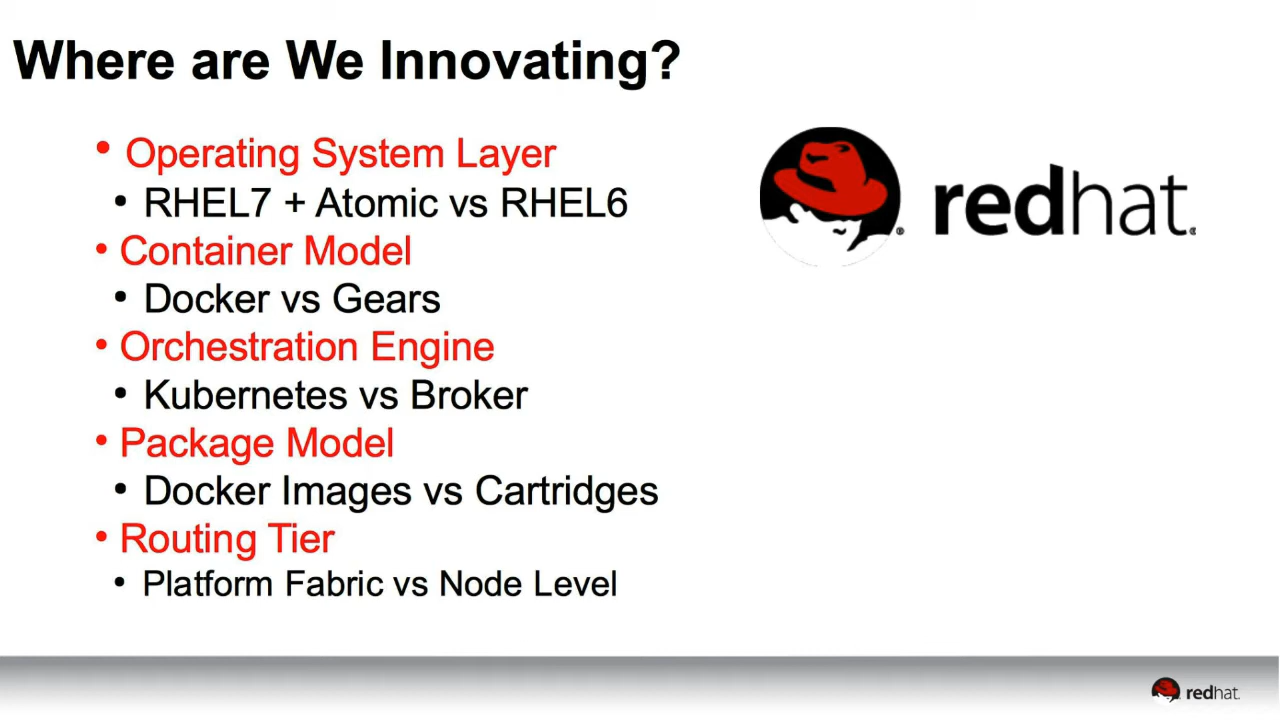 Where are We Innovating?
• Operating System Layer
• RHEL7 + Atomic vs RHEL6
• Container Model
• Docker vs Gears
• Orchestration Engine
• Kubernetes vs Broker
• Package Model
• Docker Images vs Cartridges
• Routing Tier
• Platform Fabric vs Node Level
® redhat®
redhat.